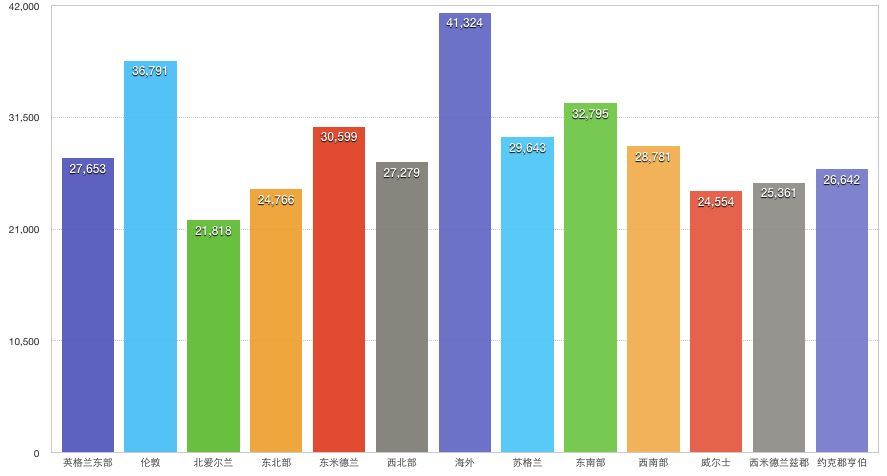 42,000
31,500
21,000
10,500
0
27,653
36,791
21,818
24,766
30,599
27,279
41,324
29,643
32,795
28,781
24,554
25,361
26,642
英格兰东部
伦敦
北爱尔兰
东北部
东米德兰
西北部
海外
苏格兰
东南部
西南部
威尔士
西米德兰兹郡
约克郡亨伯